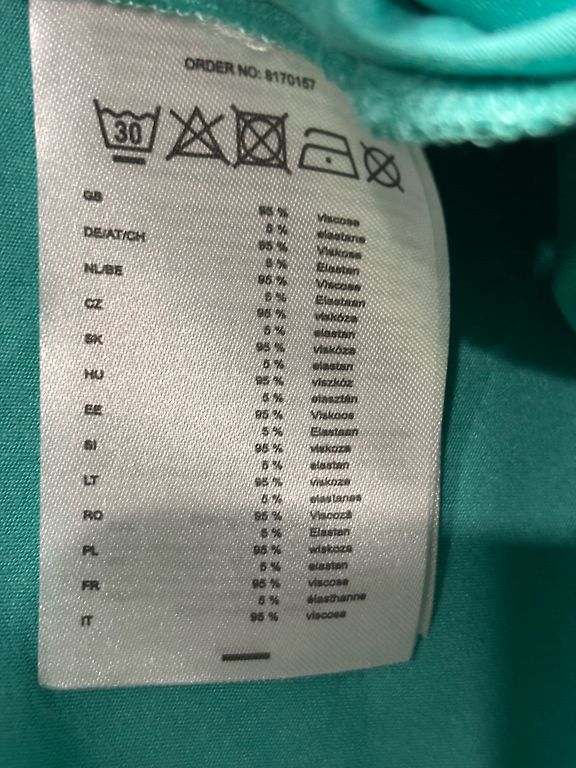 ORDER NO: 8170157
30
GB 95 % viscose
5 % elastane
DE/AT/CH 95 % Viskose
5 % Elastan
NL/BE 95 % Viscose
5 % Elastaan
CZ 95 % viskóza
5 % elastan
SK 95 % viskóza
5 % elastan
HU 95 % viszkóz
5 % elasztán
EE 95 % Viskoos
5 % Elastaan
SI 95 % viskoza
5 % elastan
LT 95 % viskozė
5 % elastanas
RO 95 % Viscoză
5 % Elastan
PL 95 % wiskoza
5 % elastan
FR 95 % viscose
5 % élasthanne
IT 95 % viscosa